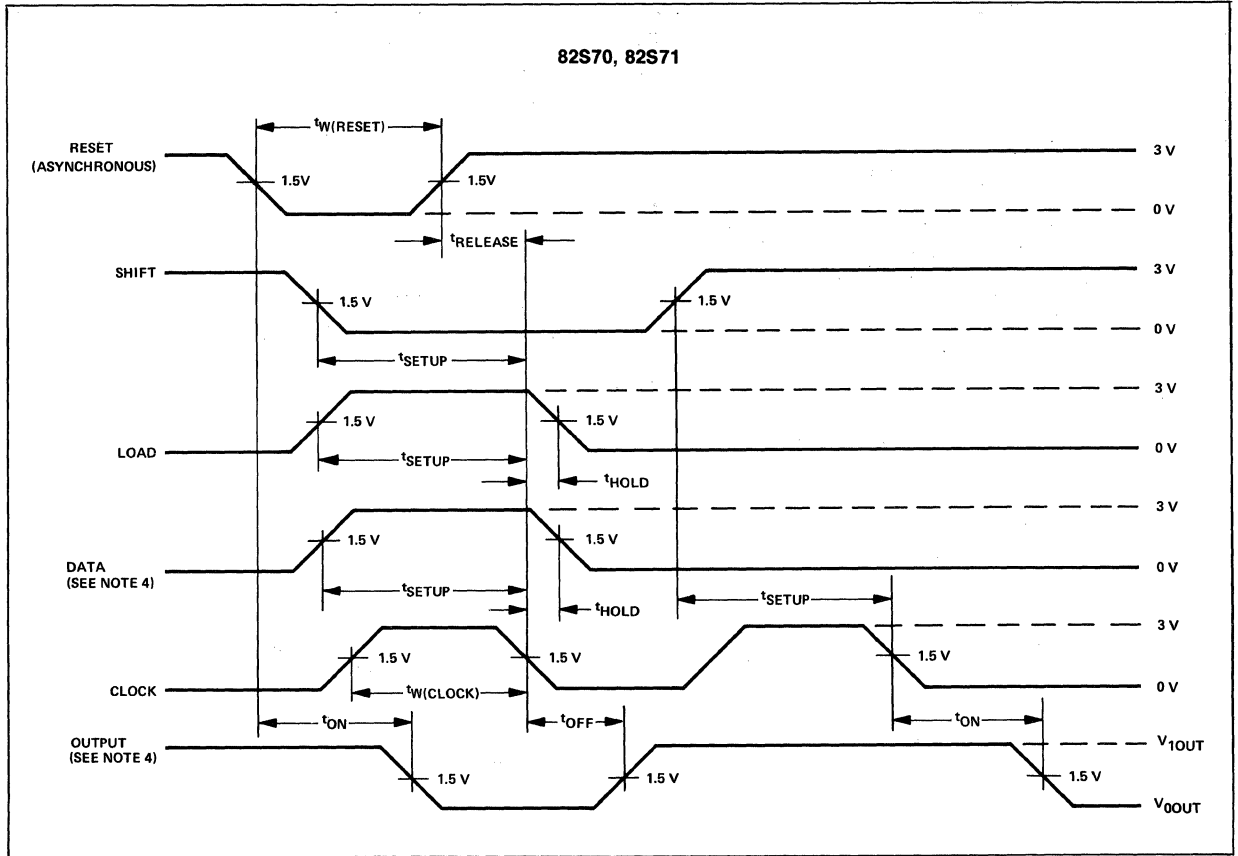 82S70, 82S71
tW(RESET)
RESET
(ASYNCHRONOUS)
1.5V
1.5V
3 V
0 V
tRELEASE
SHIFT
1.5 V
1.5 V
3 V
0 V
tSETUP
LOAD
1.5 V
1.5 V
3 V
0 V
tSETUP
tHOLD
DATA
(SEE NOTE 4)
1.5 V
1.5 V
3 V
0 V
tSETUP
tHOLD
tSETUP
CLOCK
1.5 V
1.5 V
1.5 V
3 V
0 V
tW(CLOCK)
tON
tOFF
tON
OUTPUT
(SEE NOTE 4)
1.5 V
1.5 V
1.5 V
V1OUT
V0OUT